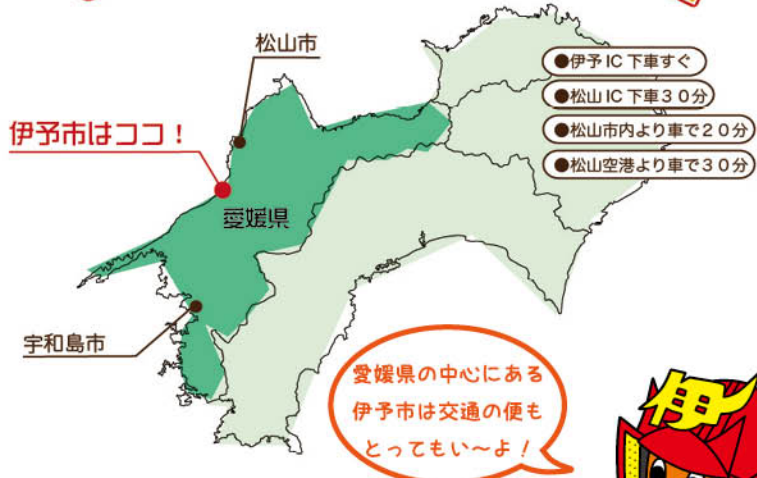 松山市
伊予市はココ！
愛媛県
宇和島市
●伊予IC下車すぐ
●松山IC下車３０分
●松山市内より車で２０分
●松山空港より車で３０分
愛媛県の中心にある
伊予市は交通の便も
とってもい〜よ！
伊